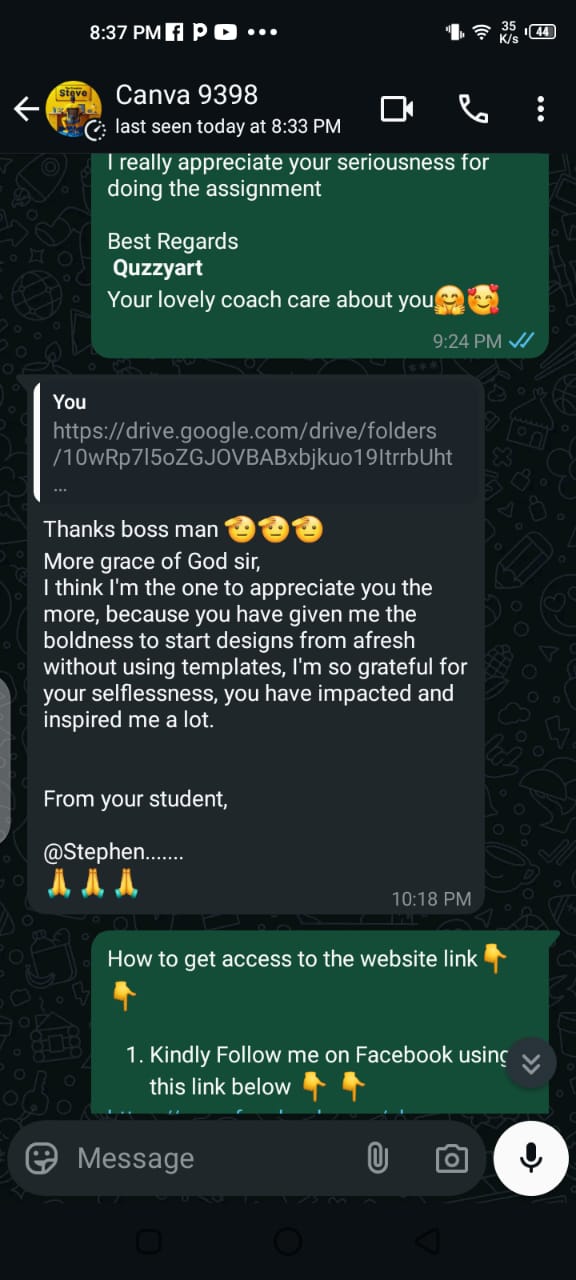 8:37 PM
35
K/s
44
Steve
Canva 9398
last seen today at 8:33 PM
I really appreciate your seriousness for
doing the assignment
Best Regards
Quzzyart
Your lovely coach care about you🤗🥰
9:24 PM
You
https://drive.google.com/drive/folders
/10wRp7l5oZGJOVBABxbjkuo19ItrrbUht
...
Thanks boss man 🫡🫡🫡
More grace of God sir,
I think I'm the one to appreciate you the
more, because you have given me the
boldness to start designs from afresh
without using templates, I'm so grateful for
your selflessness, you have impacted and
inspired me a lot.
From your student,
@Stephen.......
🙏🙏🙏
10:18 PM
How to get access to the website link👇
👇
1. Kindly Follow me on Facebook using
this link below 👇👇
Message